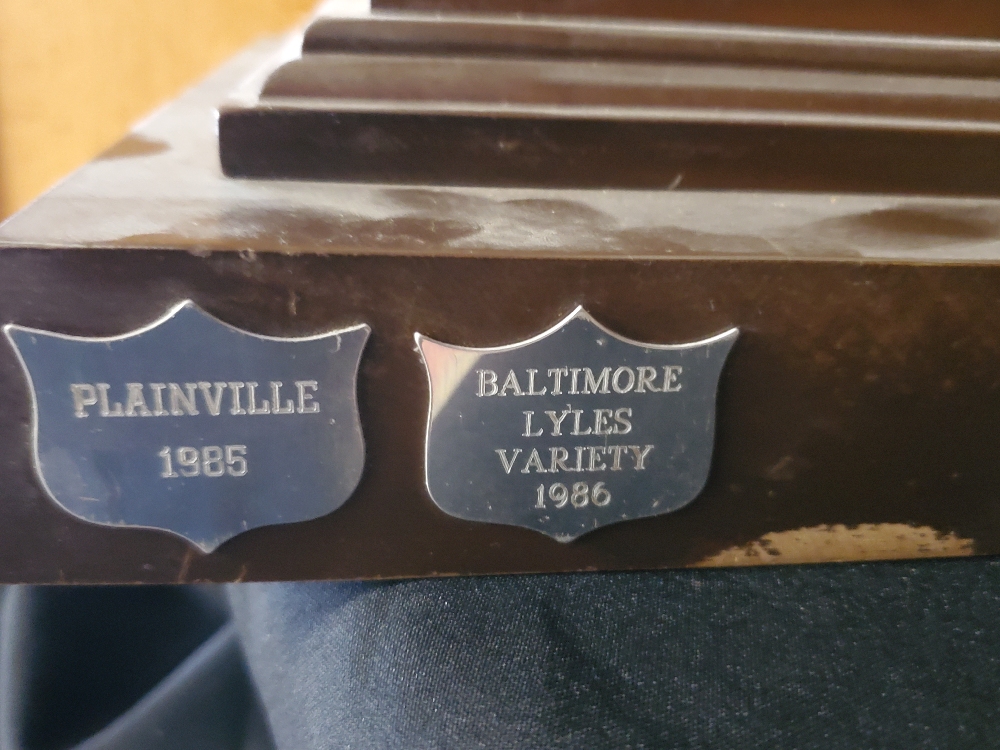 PLAINVILLE
1985
BALTIMORE
LYLES
VARIETY
1986